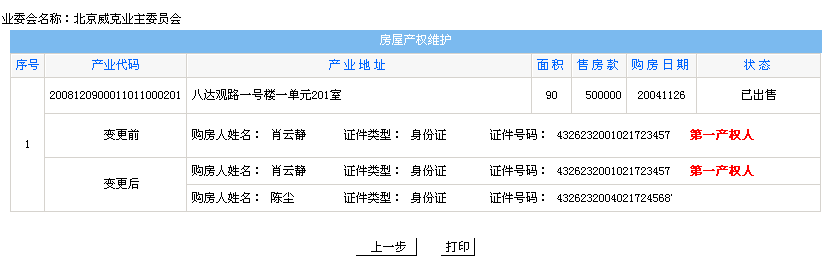 业委会名称：北京威克业主委员会
房屋产权维护
序号 产业代码 产业地址 面积 售房款 购房日期 状态
2008120900011011000201 八达观路一号楼一单元201室 90 500000 20041126 已出售
1
变更前 购房人姓名： 肖云静 证件类型： 身份证 证件号码： 4326232001021723457 第一产权人
变更后
购房人姓名： 肖云静 证件类型： 身份证 证件号码： 4326232001021723457 第一产权人
购房人姓名： 陈尘 证件类型： 身份证 证件号码： 4326232004021724568'
上一步 打印